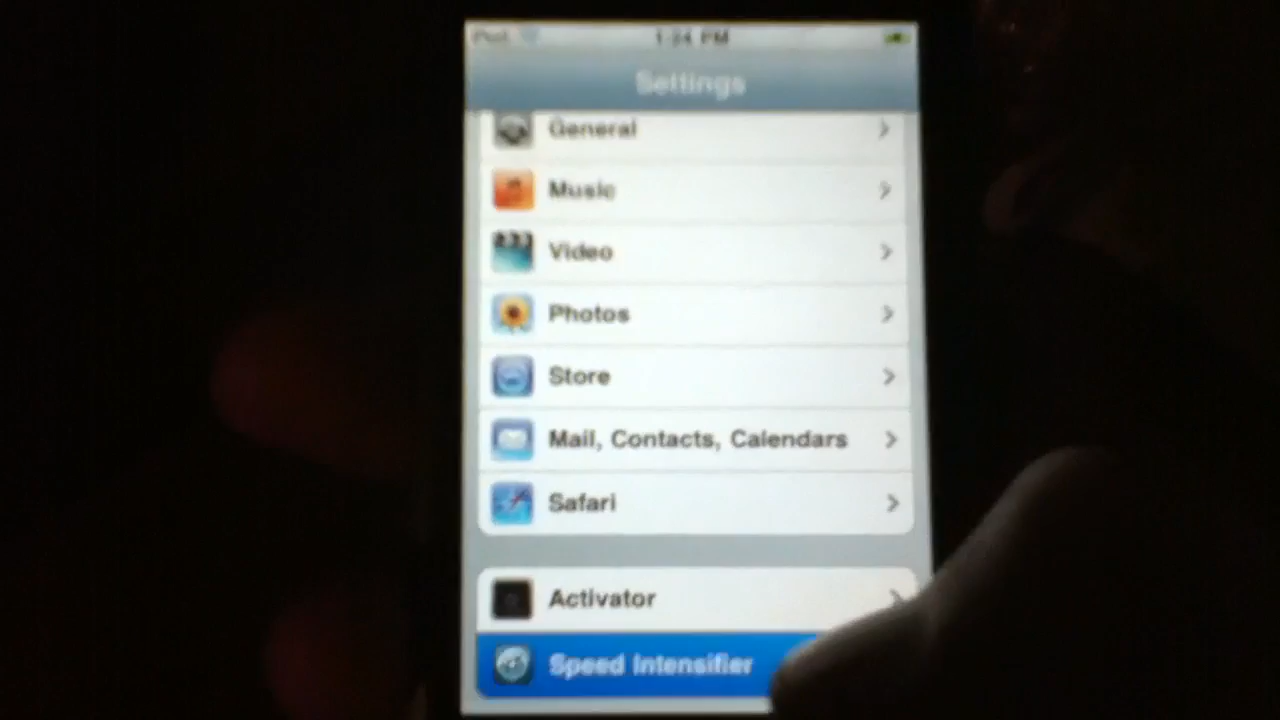 iPod 1:24 PM
Settings
General
Music
Video
Photos
Store
Mail, Contacts, Calendars
Safari
Activator
Speed Intensifier